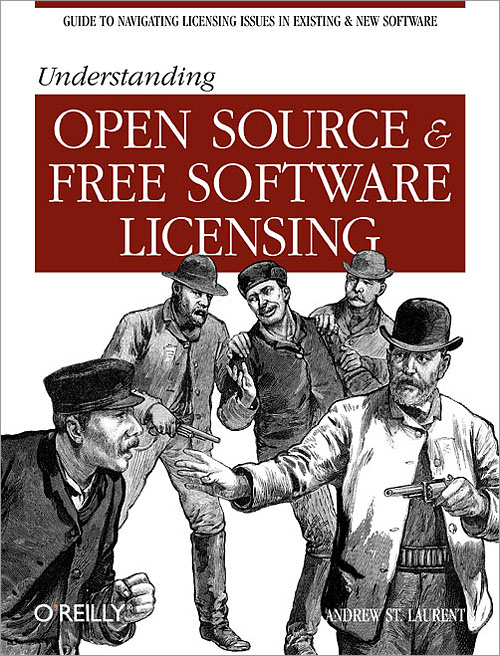 GUIDE TO NAVIGATING LICENSING ISSUES IN EXISTING & NEW SOFTWARE
Understanding
OPEN SOURCE &
FREE SOFTWARE
LICENSING
O'REILLY
ANDREW ST. LAURENT